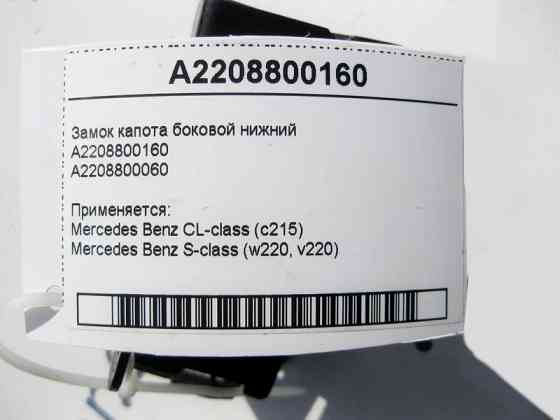 A2208800160
Замок капота боковой нижний
A2208800160
A2208800060
Применяется:
Mercedes Benz CL-class (c215)
Mercedes Benz S-class (w220, v220)